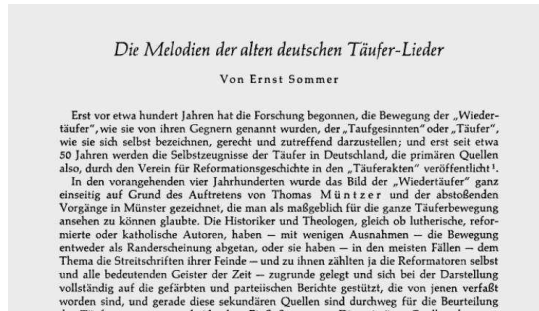 Die Melodien der alten deutschen Täufer-Lieder
Von Ernst Sommer
Erst vor etwa hundert Jahren hat die Forschung begonnen, die Bewegung der „Wieder-
täufer“, wie sie von ihren Gegnern genannt wurden, der „Taufgesinnten“ oder „Täufer“,
wie sie sich selbst bezeichnen, gerecht und zutreffend darzustellen; und erst seit etwa
50 Jahren werden die Selbstzeugnisse der Täufer in Deutschland, die primären Quellen
also, durch den Verein für Reformationsgeschichte in den „Täuferakten“ veröffentlicht¹.
In den vorangehenden vier Jahrhunderten wurde das Bild der „Wiedertäufer“ ganz
einseitig auf Grund des Auftretens von Thomas Müntzer und der abstoßenden
Vorgänge in Münster gezeichnet, die man als maßgeblich für die ganze Täuferbewegung
ansehen zu können glaubte. Die Historiker und Theologen, gleich ob lutherische, refor-
mierte oder katholische Autoren, haben — mit wenigen Ausnahmen — die Bewegung
entweder als Randerscheinung abgetan, oder sie haben — in den meisten Fällen — dem
Thema die Streitschriften ihrer Feinde — und zu ihnen zählten ja die Reformatoren selbst
und alle bedeutenden Geister der Zeit — zugrunde gelegt und sich bei der Darstellung
vollständig auf die gefärbten und parteiischen Berichte gestützt, die von jenen verfaßt
worden sind, und gerade diese sekundären Quellen sind durchweg für die Beurteilung